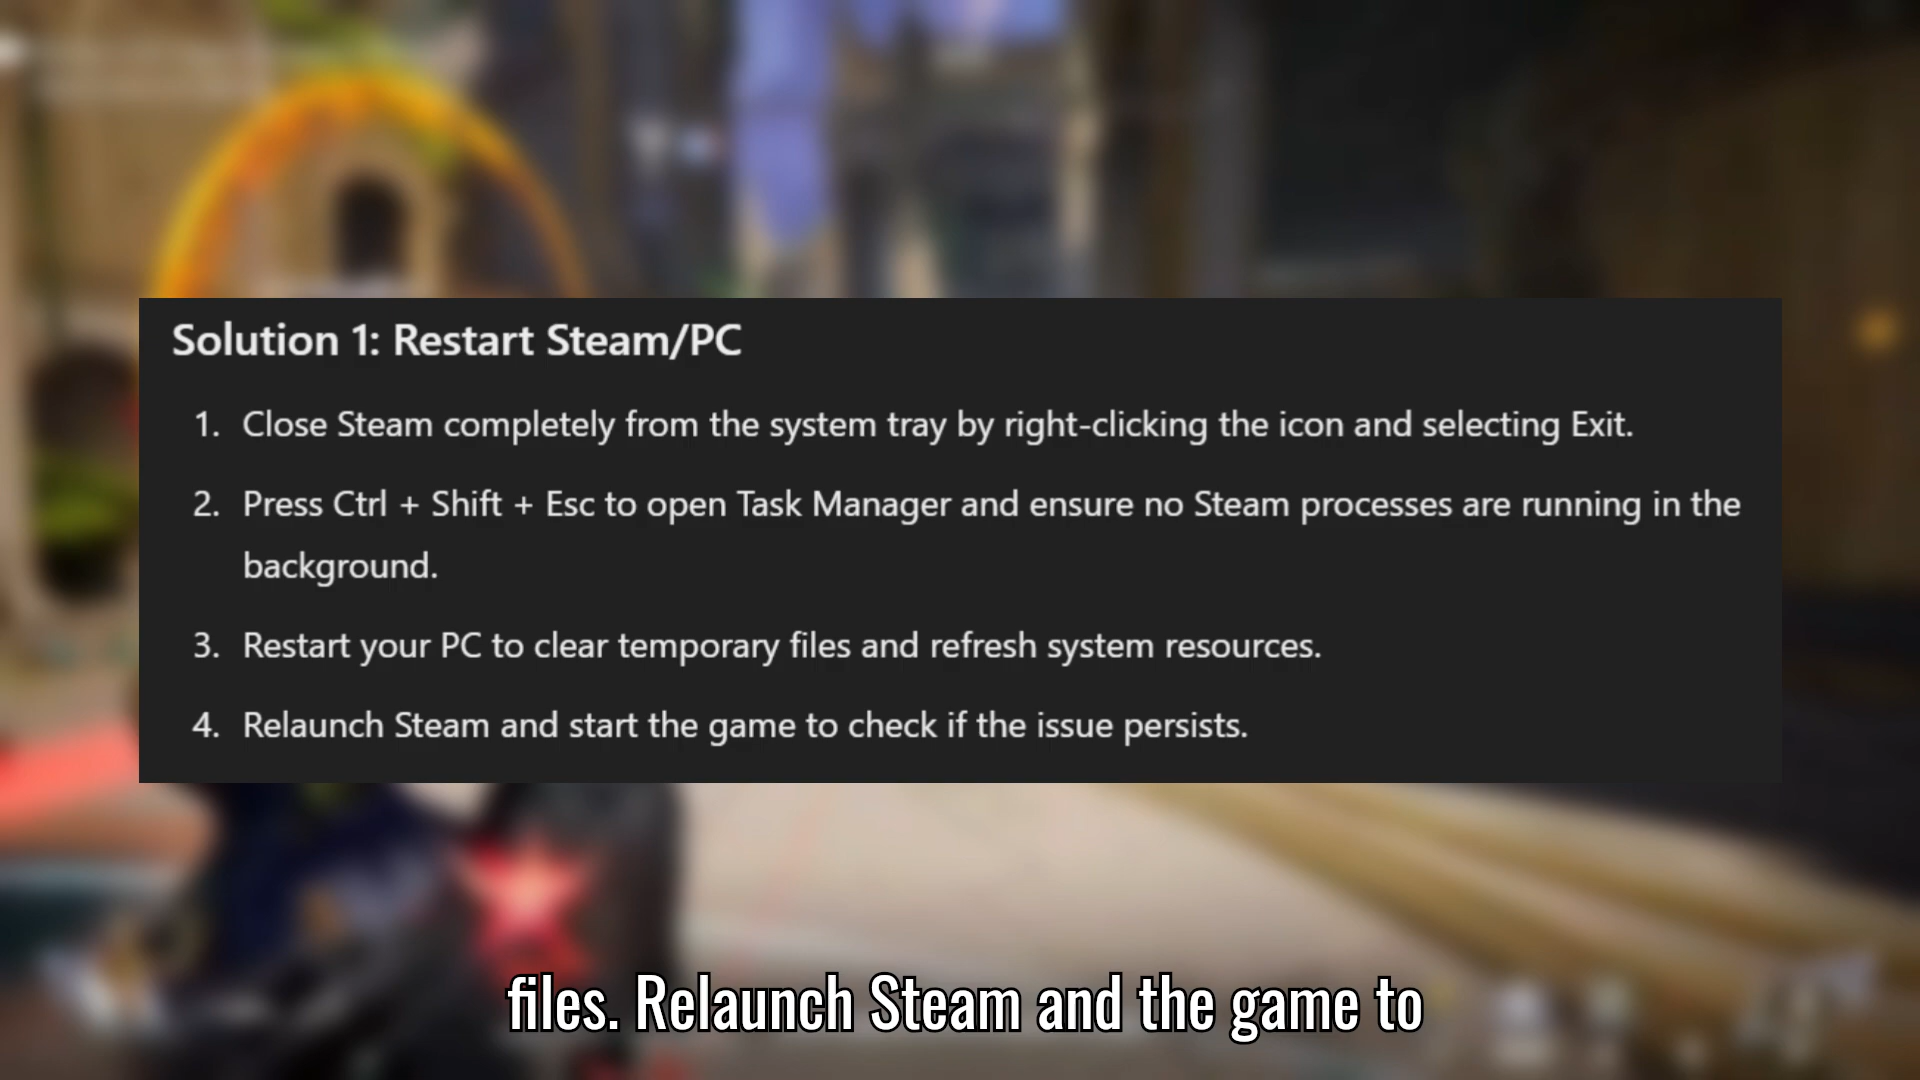 Solution 1: Restart Steam/PC
1. Close Steam completely from the system tray by right-clicking the icon and selecting Exit.
2. Press Ctrl + Shift + Esc to open Task Manager and ensure no Steam processes are running in the
background.
3. Restart your PC to clear temporary files and refresh system resources.
4. Relaunch Steam and start the game to check if the issue persists.
files. Relaunch Steam and the game to